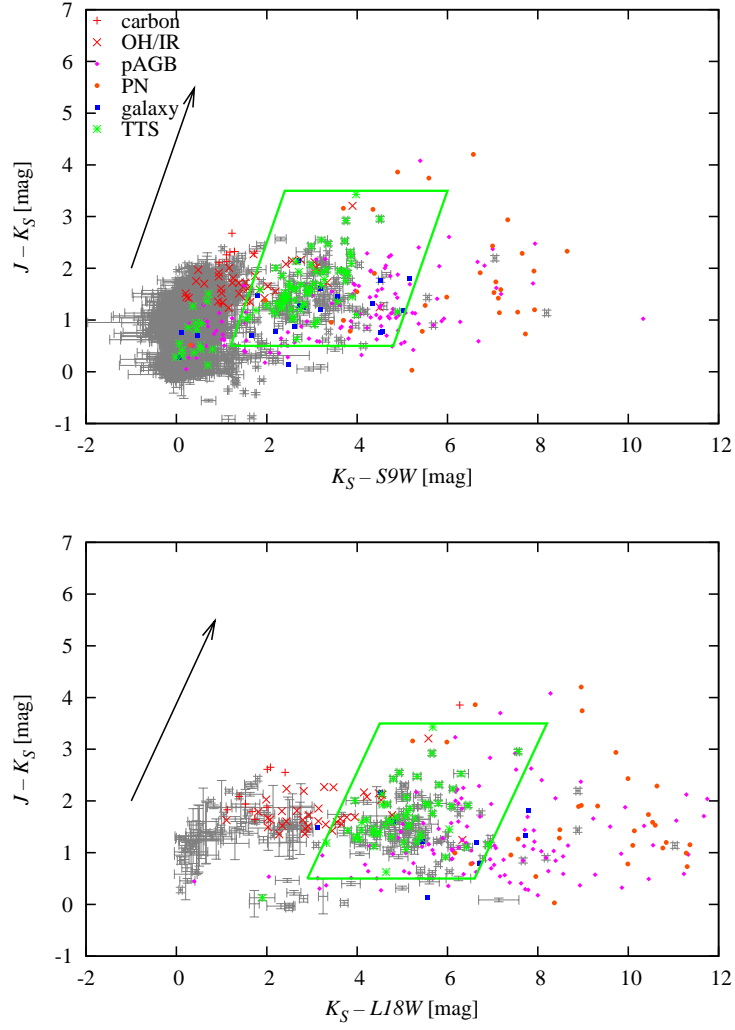 carbon
OH/IR
pAGB
PN
galaxy
TTS
7
6
5
4
3
2
1
0
-1
J – K_S [mag]
-2 0 2 4 6 8 10 12
K_S – S9W [mag]
7
6
5
4
3
2
1
0
-1
J – K_S [mag]
-2 0 2 4 6 8 10 12
K_S – L18W [mag]